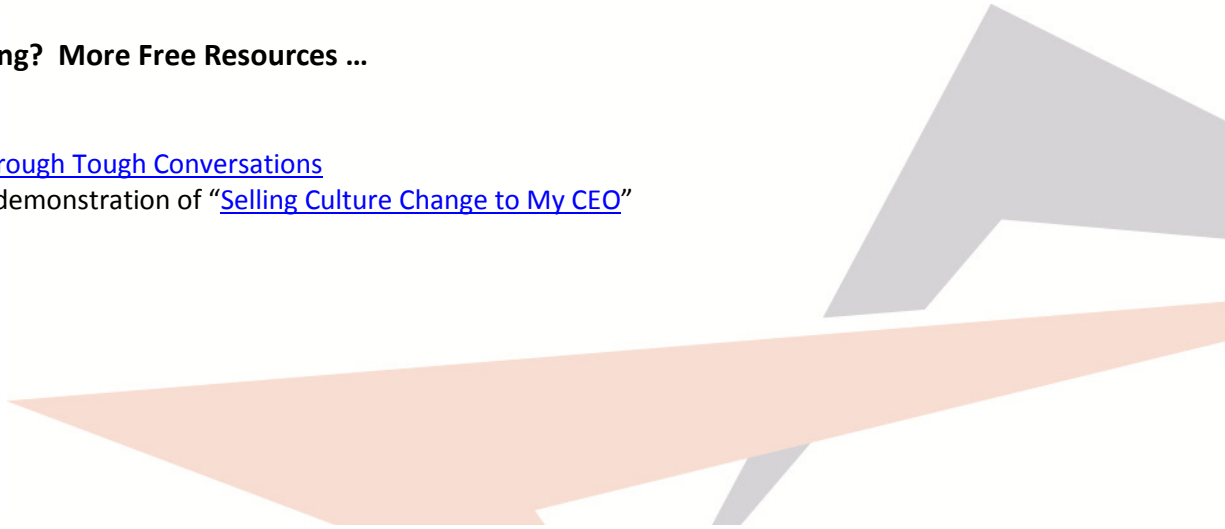 ng? More Free Resources …
rough Tough Conversations
demonstration of “Selling Culture Change to My CEO”